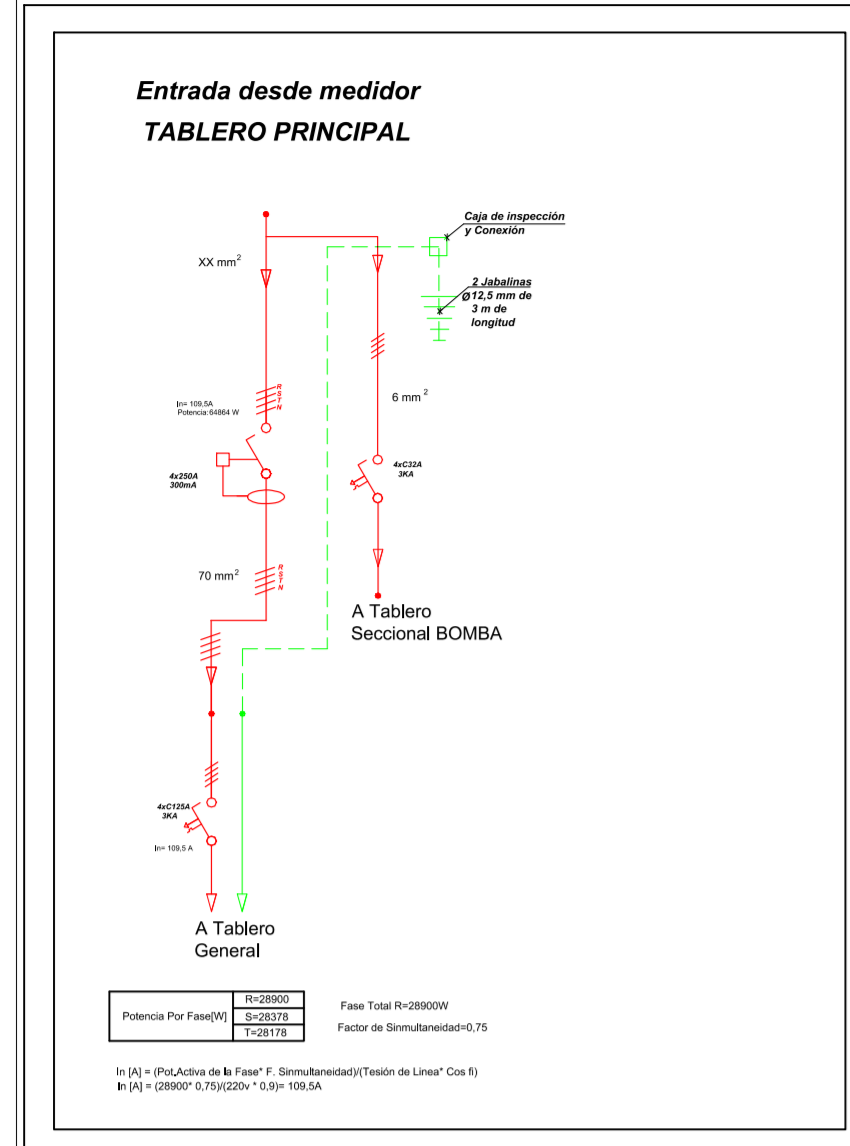 Entrada desde medidor
TABLERO PRINCIPAL
Caja de inspección
y Conexión
XX mm²
2 Jabalinas
Ø12,5 mm de
3 m de
longitud
In= 109,5A
Potencia:64864 W
R
S
T
N
6 mm ²
4x250A
300mA
4xC32A
3KA
70 mm²
R
S
T
N
A Tablero
Seccional BOMBA
4xC125A
3KA
In= 109,5 A
A Tablero
General
Potencia Por Fase[W]
R=28900
S=28378
T=28178
Fase Total R=28900W
Factor de Sinmultaneidad=0,75
In [A] = (Pot.Activa de la Fase* F. Sinmultaneidad)/(Tesión de Linea* Cos fi)
In [A] = (28900* 0,75)/(220v * 0,9)= 109,5A